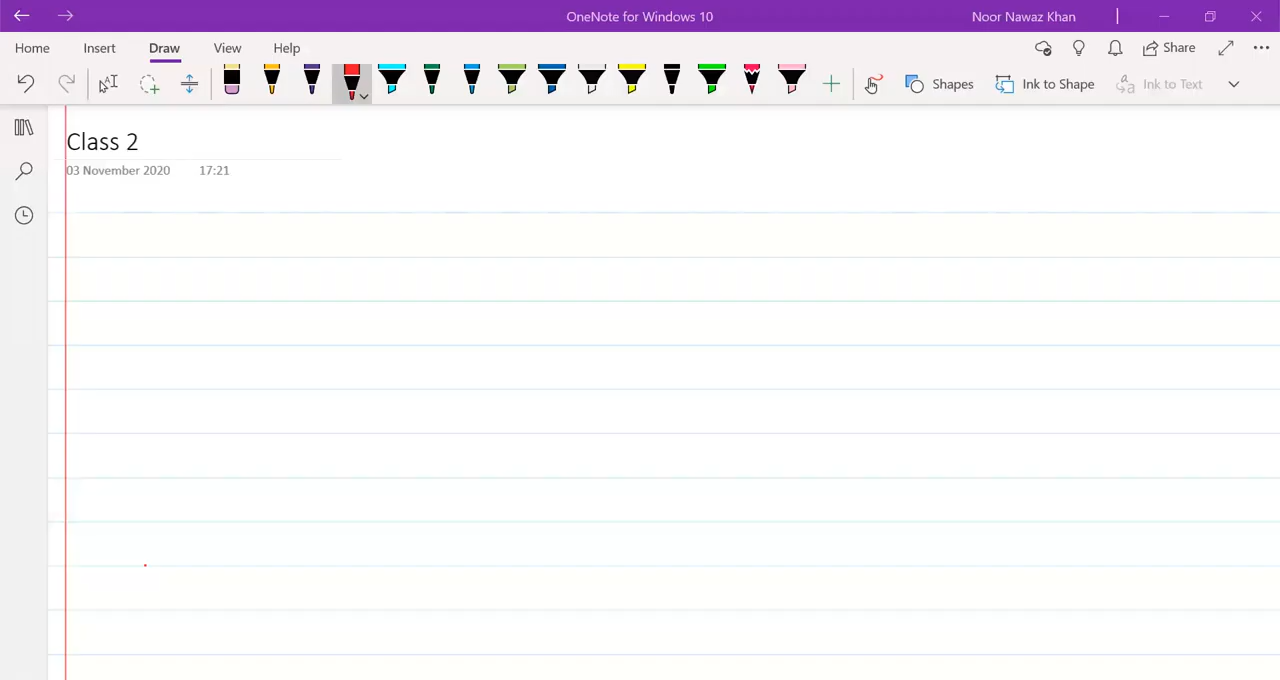 OneNote for Windows 10 Noor Nawaz Khan
Home Insert Draw View Help Share
Shapes Ink to Shape Ink to Text
Class 2
03 November 2020 17:21